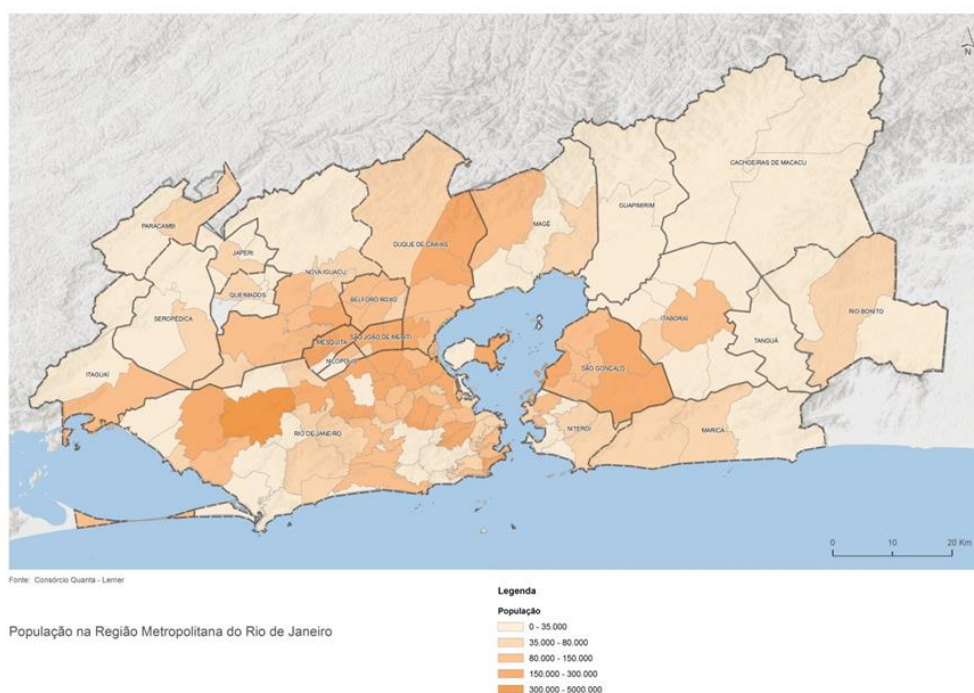 N
CACHOEIRAS DE MACACU
GUAPIMIRIM
MAGÉ
PARACAMBI
DUQUE DE CAXIAS
JAPERI
NOVA IGUAÇU
QUEIMADOS
BELFORD ROXO
RIO BONITO
SEROPÉDICA
ITABORAÍ
MESQUITA
SÃO JOÃO DE MERITI
TANGUÁ
NILÓPOLIS
ITAGUAÍ
SÃO GONÇALO
RIO DE JANEIRO
NITERÓI
MARICÁ
0 10 20 Km
Fonte: Consórcio Quanta - Lerner
População na Região Metropolitana do Rio de Janeiro
Legenda
População
0 - 35.000
35.000 - 80.000
80.000 - 150.000
150.000 - 300.000
300.000 - 5000.000